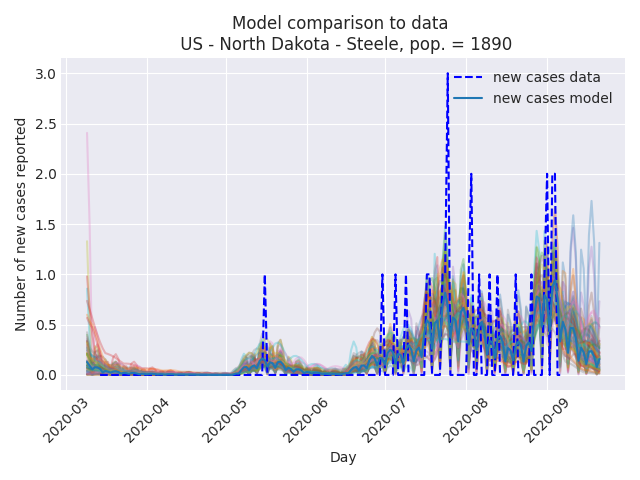 Model comparison to data
US - North Dakota - Steele, pop. = 1890
new cases data
new cases model
Number of new cases reported
3.0
2.5
2.0
1.5
1.0
0.5
0.0
2020-03
2020-04
2020-05
2020-06
2020-07
2020-08
2020-09
Day